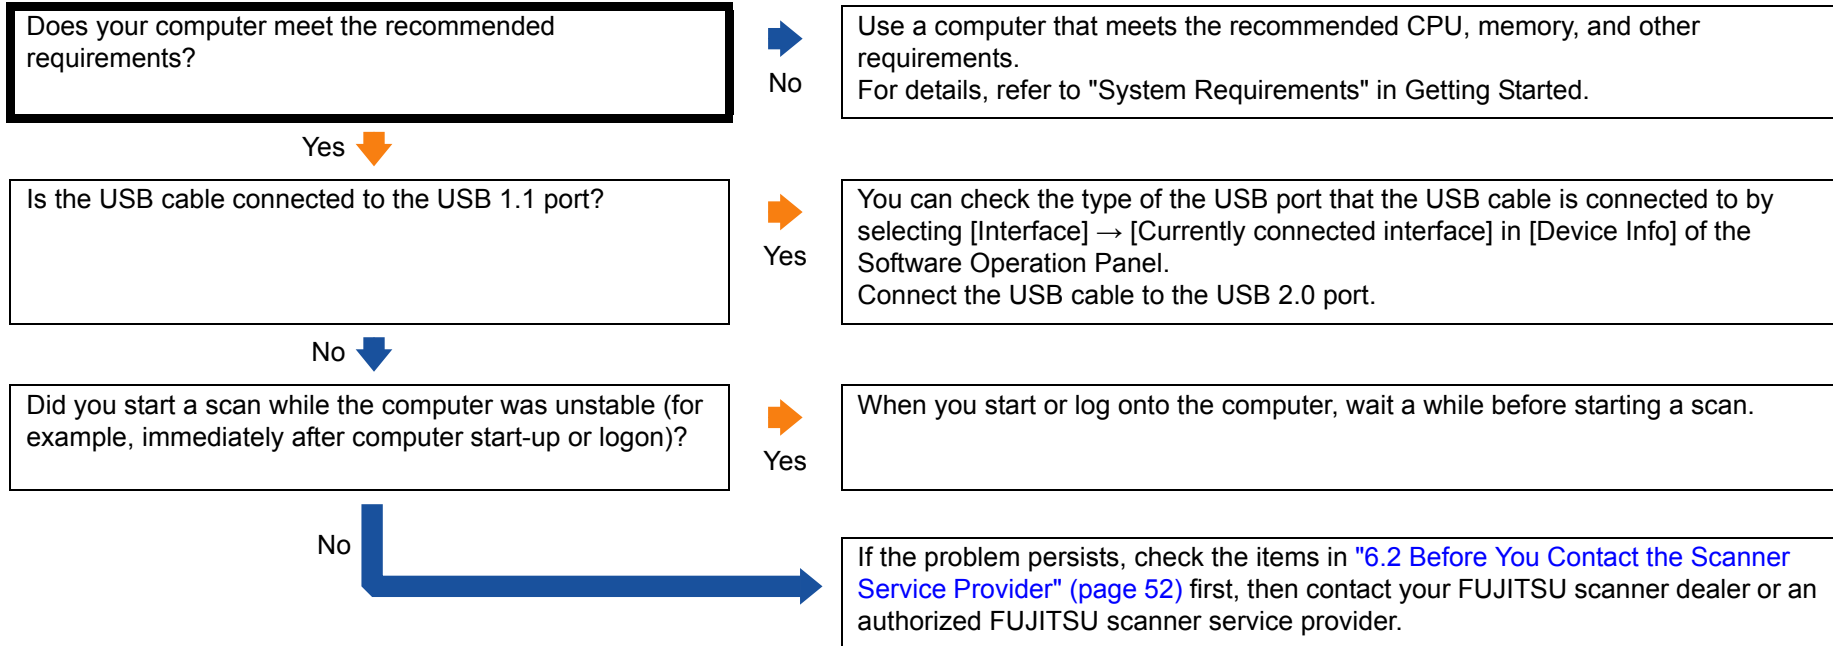 Does your computer meet the recommended
requirements?
No
Use a computer that meets the recommended CPU, memory, and other
requirements.
For details, refer to "System Requirements" in Getting Started.
Yes
Is the USB cable connected to the USB 1.1 port?
Yes
You can check the type of the USB port that the USB cable is connected to by
selecting [Interface] → [Currently connected interface] in [Device Info] of the
Software Operation Panel.
Connect the USB cable to the USB 2.0 port.
No
Did you start a scan while the computer was unstable (for
example, immediately after computer start-up or logon)?
Yes
When you start or log onto the computer, wait a while before starting a scan.
No
If the problem persists, check the items in "6.2 Before You Contact the Scanner
Service Provider" (page 52) first, then contact your FUJITSU scanner dealer or an
authorized FUJITSU scanner service provider.